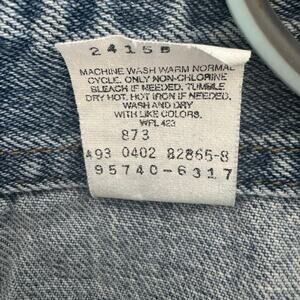 24155
MACHINE WASH WARM NORMAL
CYCLE. ONLY NON-CHLORINE
BLEACH IF NEEDED. TUMBLE
DRY HOT. HOT IRON IF NEEDED.
WASH AND DRY
WITH LIKE COLORS.
WPL 423
873
493 0402 82865-8
95740-6317